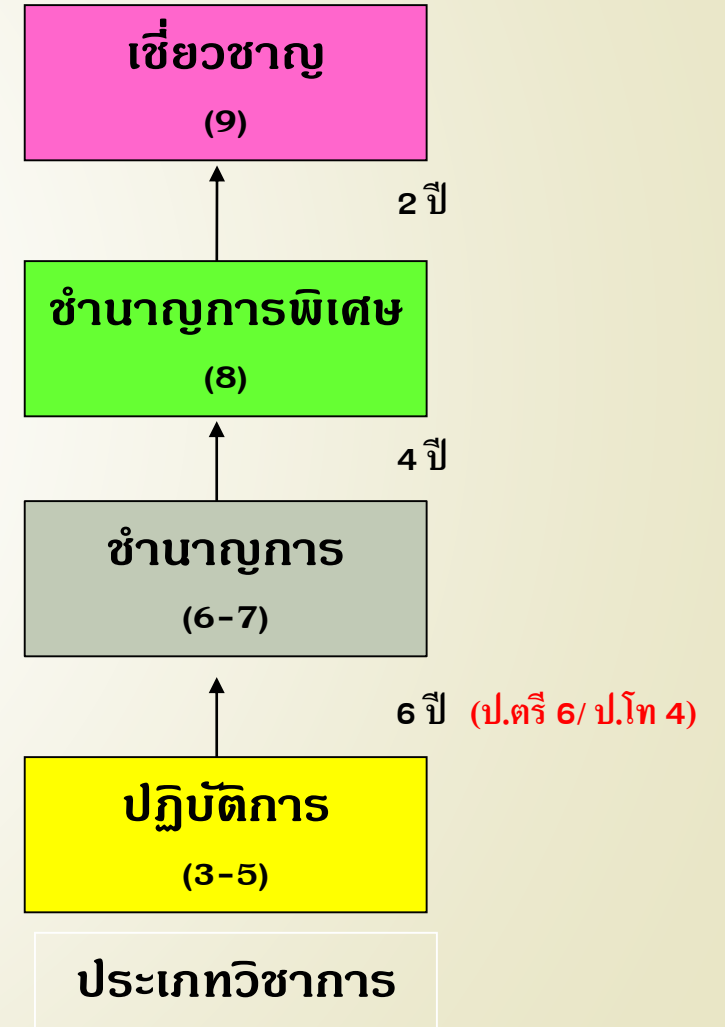 เชี่ยวชาญ
(9)
2 ปี
ชำนาญการพิเศษ
(8)
4 ปี
ชำนาญการ
(6-7)
6 ปี (ป.ตรี 6/ ป.โท 4)
ปฏิบัติการ
(3-5)
ประเภทวิชาการ